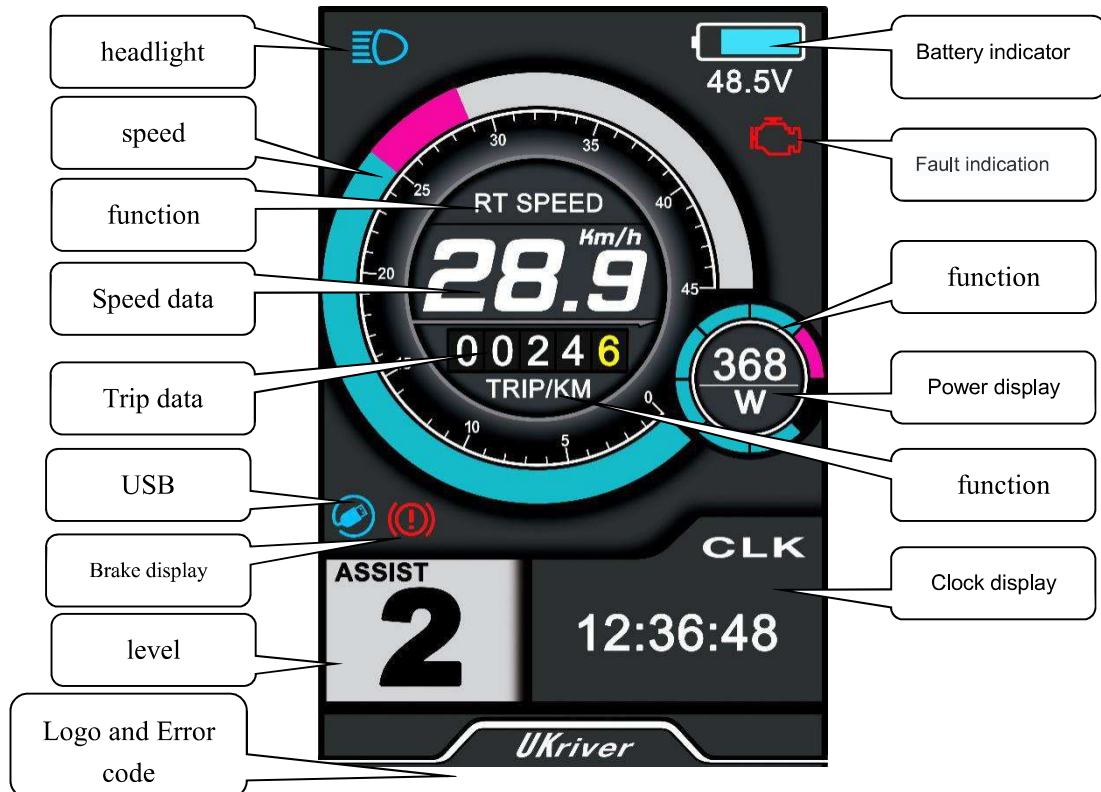 headlight
speed
function
Speed data
Trip data
USB
Brake display
level
Logo and Error
code
48.5V
30
35
25
40
RT SPEED
Km/h
28.9
20
45
0 0 2 4 6
15
TRIP/KM
0
10
5
368
W
CLK
ASSIST
2
12:36:48
UKriver
Battery indicator
Fault indication
function
Power display
function
Clock display